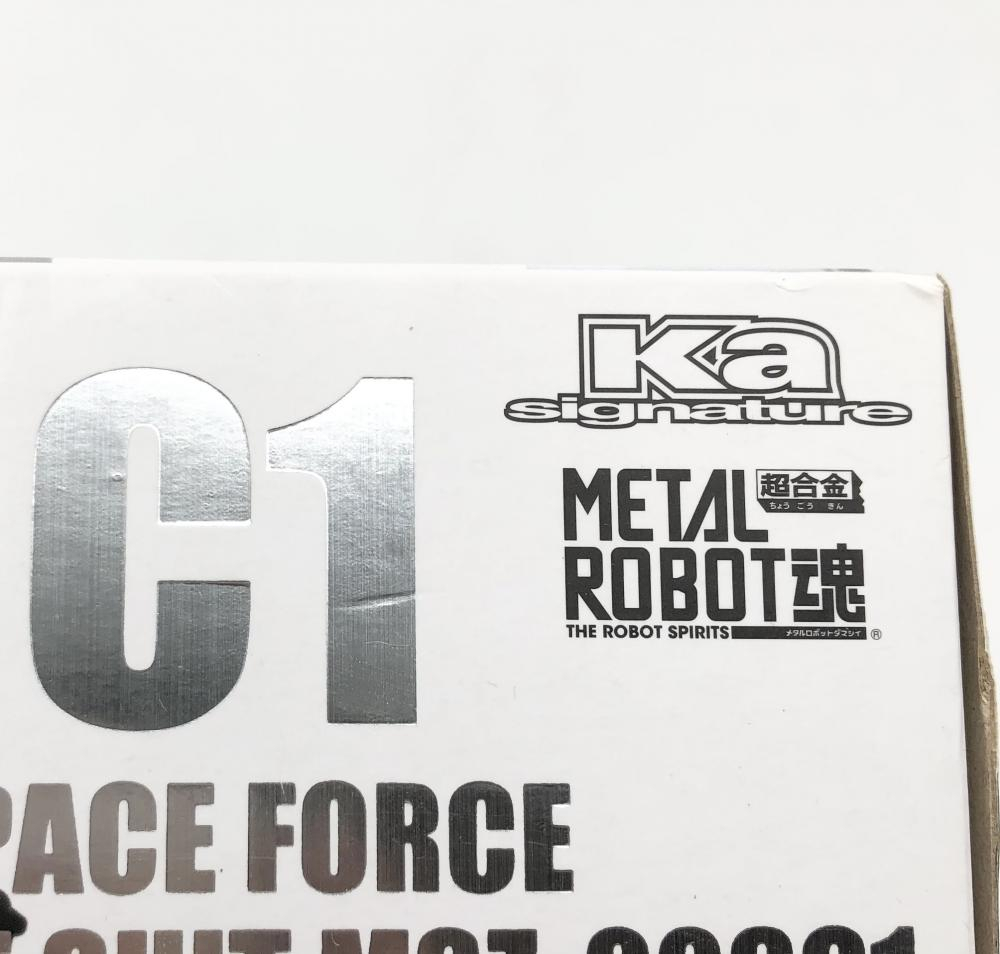 Ka
signature
METAL 超合金
ちょう ごう きん
ROBOT魂
THE ROBOT SPIRITS メタルロボットダマシイ ®
C1
PACE FORCE